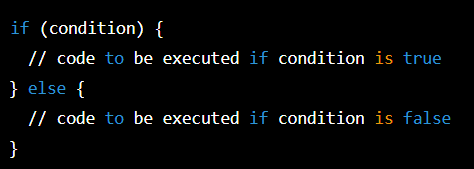 if (condition) {
  // code to be executed if condition is true
} else {
  // code to be executed if condition is false
}